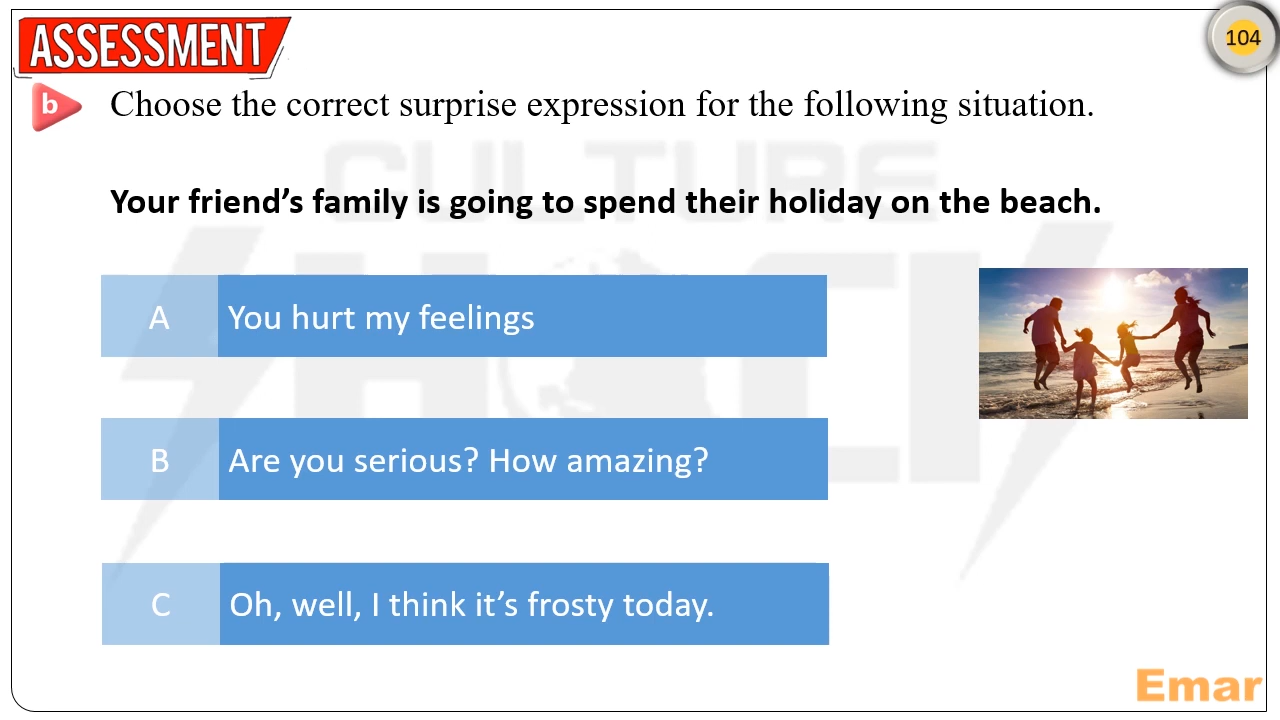 ASSESSMENT
104
b
Choose the correct surprise expression for the following situation.
CULTURE
Your friend’s family is going to spend their holiday on the beach.
A
You hurt my feelings
B
Are you serious? How amazing?
C
Oh, well, I think it’s frosty today.
Emar